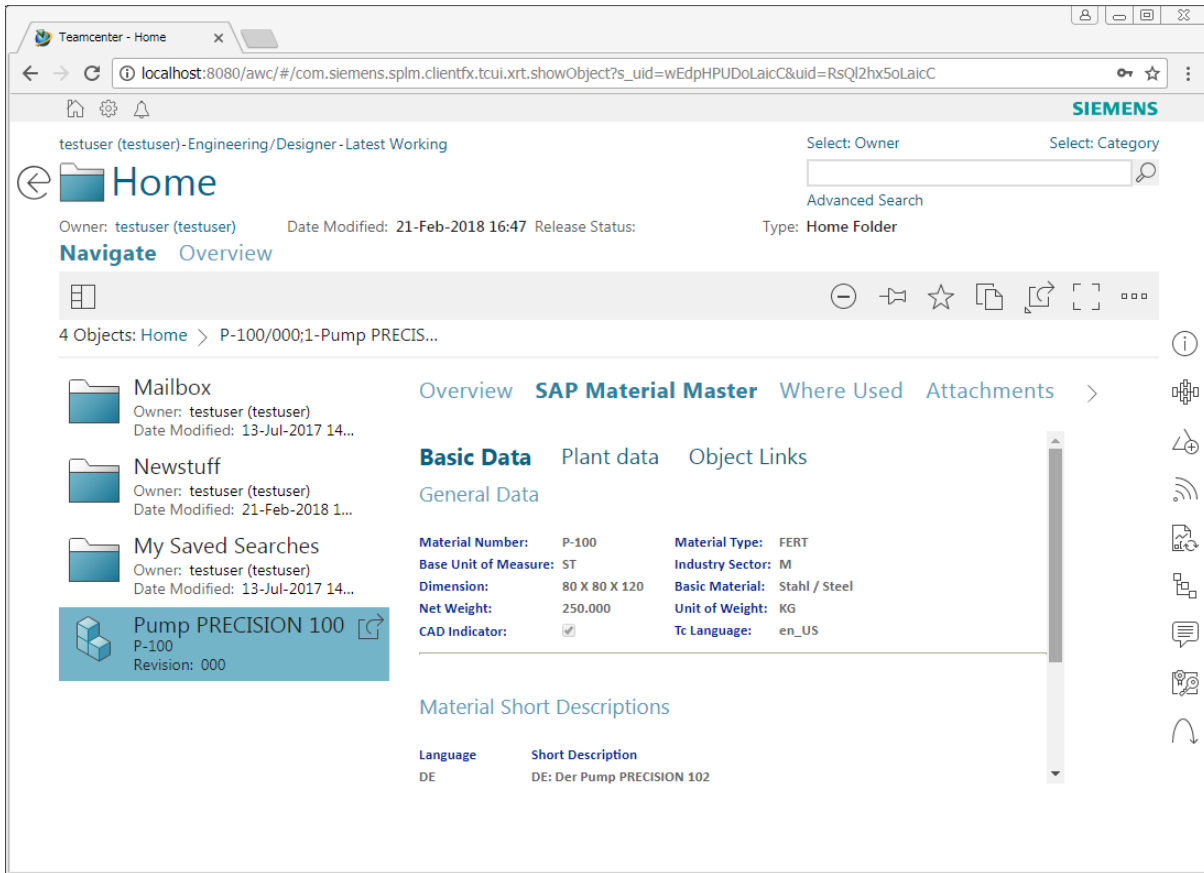 Teamcenter - Home
localhost:8080/awc/#/com.siemens.splm.clientfx.tcui.xrt.showObject?s_uid=wEdpHPUDoLaicC&uid=RsQl2hx5oLaicC
SIEMENS
testuser (testuser)-Engineering/Designer-Latest Working
Select: Owner Select: Category
Home
Advanced Search
Owner: testuser (testuser) Date Modified: 21-Feb-2018 16:47 Release Status: Type: Home Folder
Navigate Overview
4 Objects: Home > P-100/000;1-Pump PRECIS...
Mailbox
Owner: testuser (testuser)
Date Modified: 13-Jul-2017 14...
Newstuff
Owner: testuser (testuser)
Date Modified: 21-Feb-2018 1...
My Saved Searches
Owner: testuser (testuser)
Date Modified: 13-Jul-2017 14...
Pump PRECISION 100
P-100
Revision: 000
Overview SAP Material Master Where Used Attachments
Basic Data Plant data Object Links
General Data
Material Number: P-100 Material Type: FERT
Base Unit of Measure: ST Industry Sector: M
Dimension: 80 X 80 X 120 Basic Material: Stahl / Steel
Net Weight: 250.000 Unit of Weight: KG
CAD Indicator: Tc Language: en_US
Material Short Descriptions
Language Short Description
DE DE: Der Pump PRECISION 102